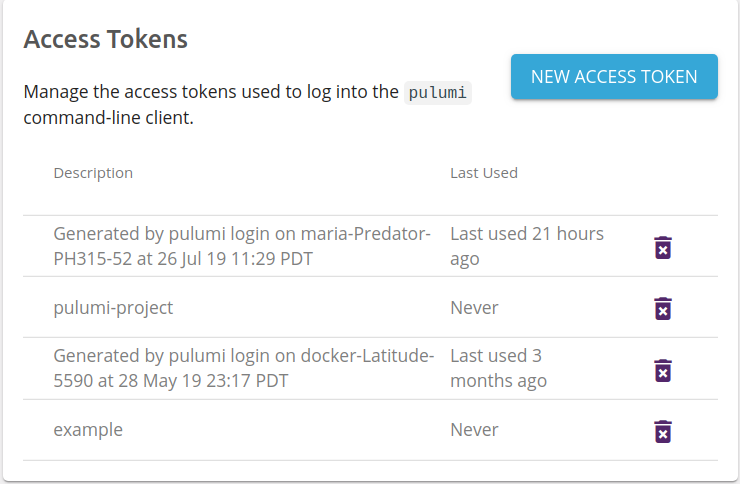 Access Tokens
NEW ACCESS TOKEN
Manage the access tokens used to log into the pulumi
command-line client.
Description Last Used
Generated by pulumi login on maria-Predator- Last used 21 hours
PH315-52 at 26 Jul 19 11:29 PDT ago
pulumi-project Never
Generated by pulumi login on docker-Latitude- Last used 3
5590 at 28 May 19 23:17 PDT months ago
example Never